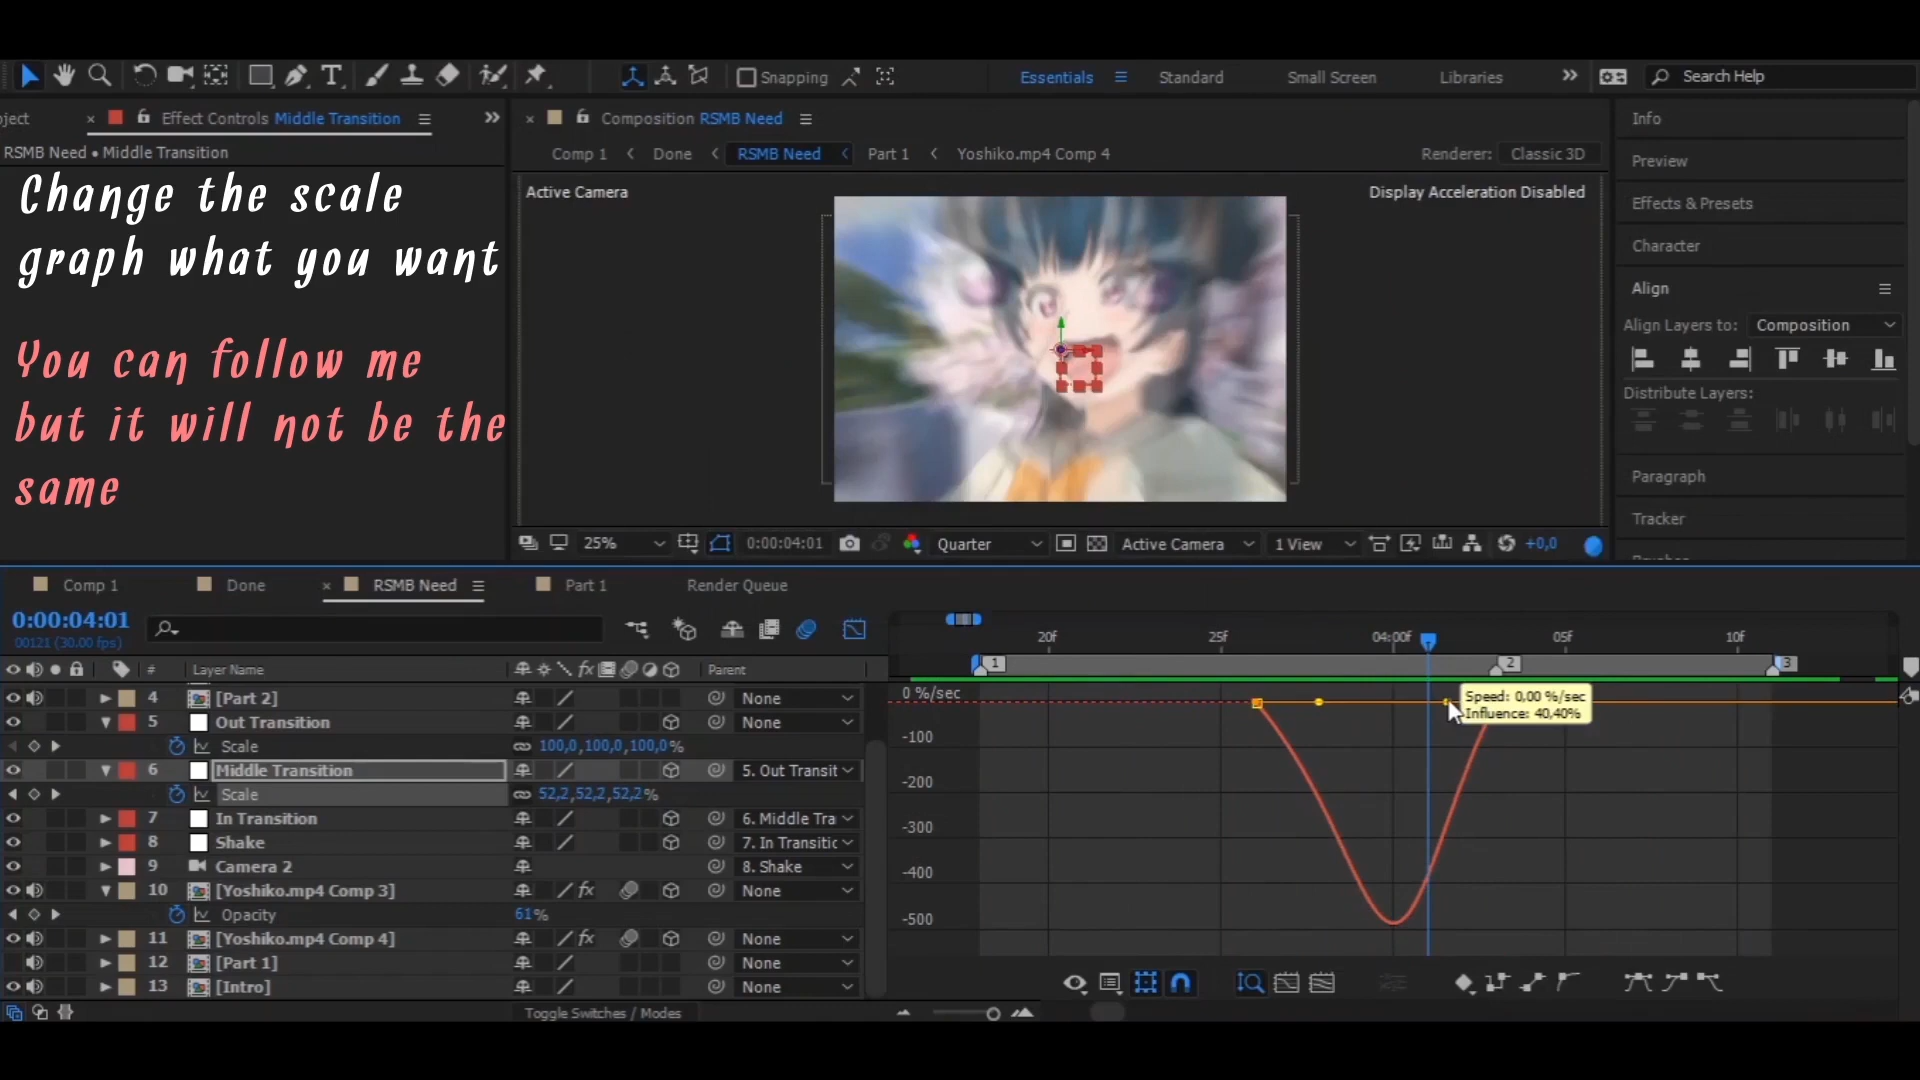 Snapping
Essentials
Standard
Small Screen
Libraries
Search Help
ject
Effect Controls Middle Transition
RSMB Need • Middle Transition
Change the scale
graph what you want
You can follow me
but it will not be the
same
Composition RSMB Need
Comp 1
Done
RSMB Need
Part 1
Yoshiko.mp4 Comp 4
Renderer: Classic 3D
Active Camera
Display Acceleration Disabled
25%
0:00:04:01
Quarter
Active Camera
1 View
+0,0
Info
Preview
Effects & Presets
Character
Align
Align Layers to: Composition
Distribute Layers:
Paragraph
Tracker
Comp 1
Done
RSMB Need
Part 1
Render Queue
0:00:04:01
00121 (30.00 fps)
# Layer Name
fx
Parent
4 [Part 2] None
5 Out Transition None
Scale 100,0,100,0,100,0%
6 Middle Transition 5. Out Transit
Scale 52,2,52,2,52,2%
7 In Transition 6. Middle Tra
8 Shake 7. In Transitic
9 Camera 2 8. Shake
10 [Yoshiko.mp4 Comp 3] fx None
Opacity 61%
11 [Yoshiko.mp4 Comp 4] fx None
12 [Part 1] None
13 [Intro] None
Toggle Switches / Modes
20f
25f
04:00f
05f
10f
1
2
3
0 %/sec
-100
-200
-300
-400
-500
Speed: 0,00 %/sec
Influence: 40,40%